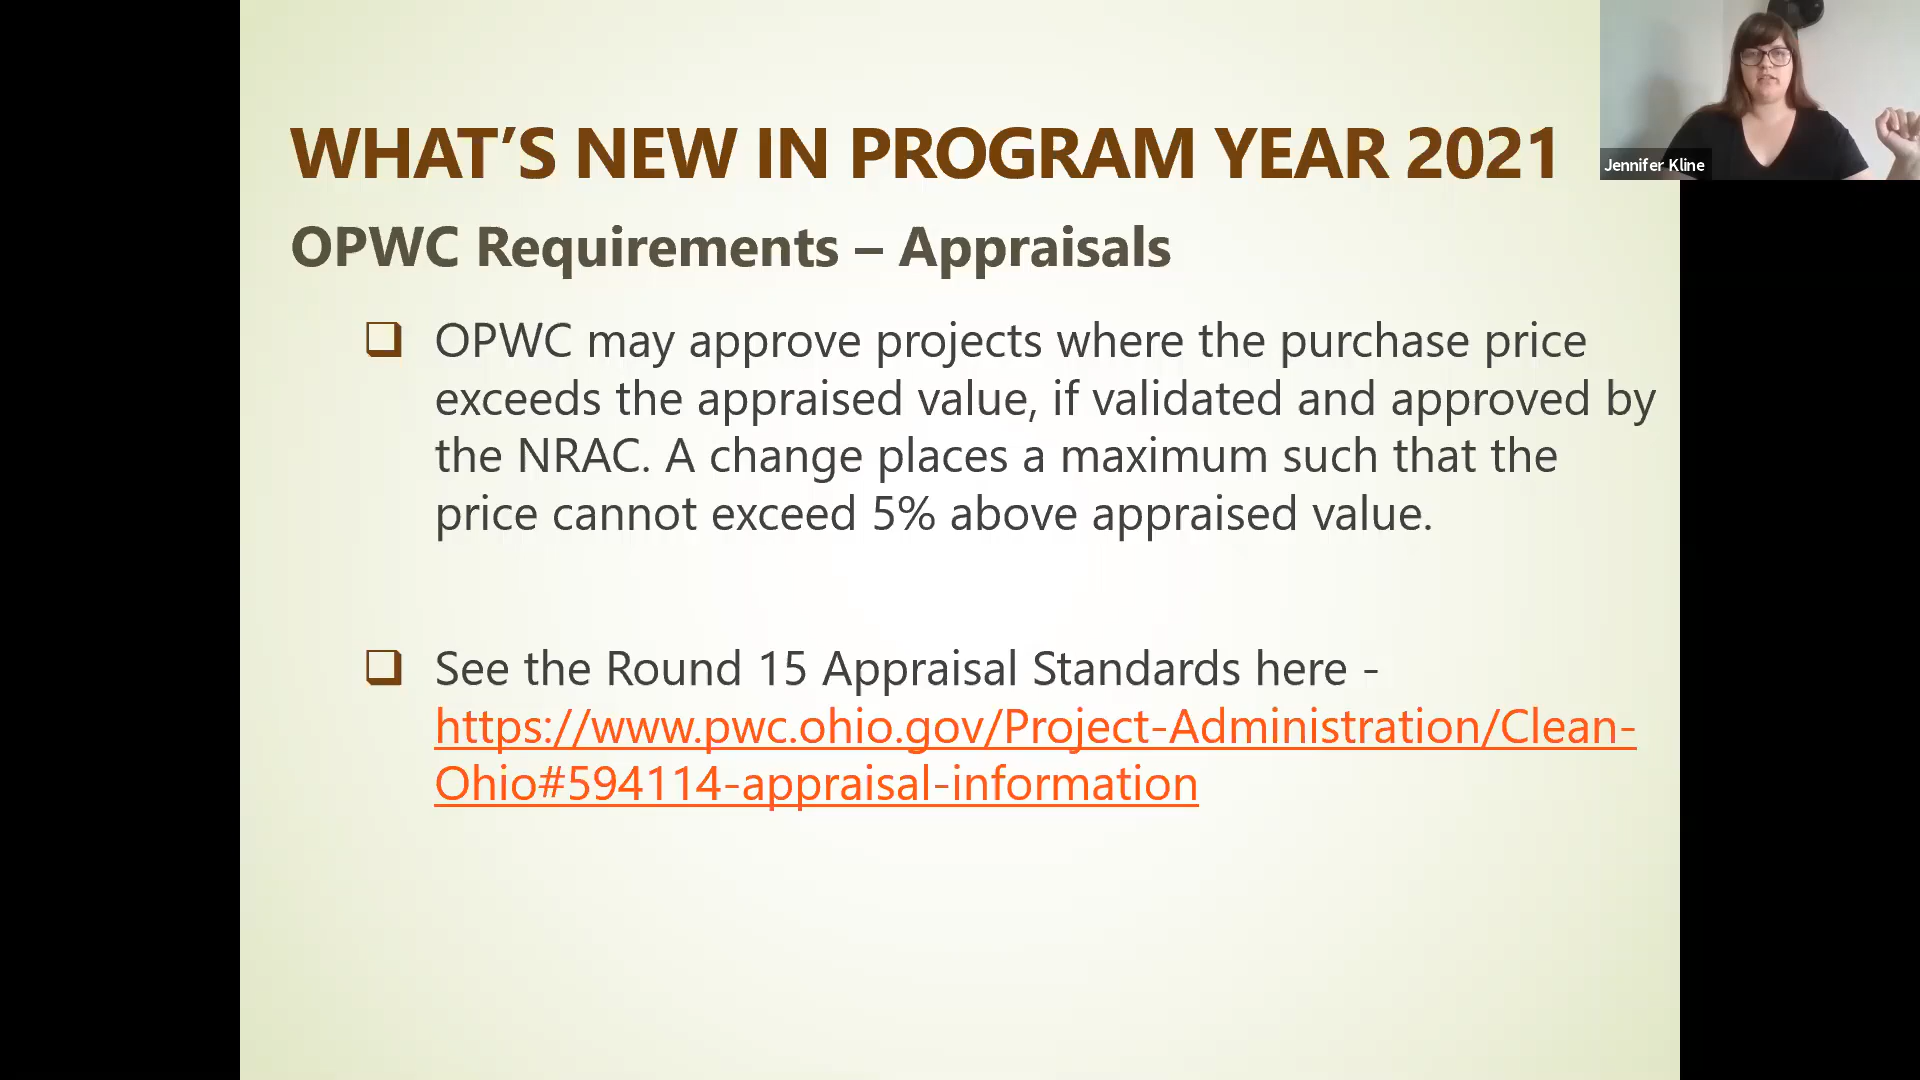 WHAT’S NEW IN PROGRAM YEAR 2021
Jennifer Kline
OPWC Requirements – Appraisals
OPWC may approve projects where the purchase price
exceeds the appraised value, if validated and approved by
the NRAC. A change places a maximum such that the
price cannot exceed 5% above appraised value.
See the Round 15 Appraisal Standards here -
https://www.pwc.ohio.gov/Project-Administration/Clean-
Ohio#594114-appraisal-information